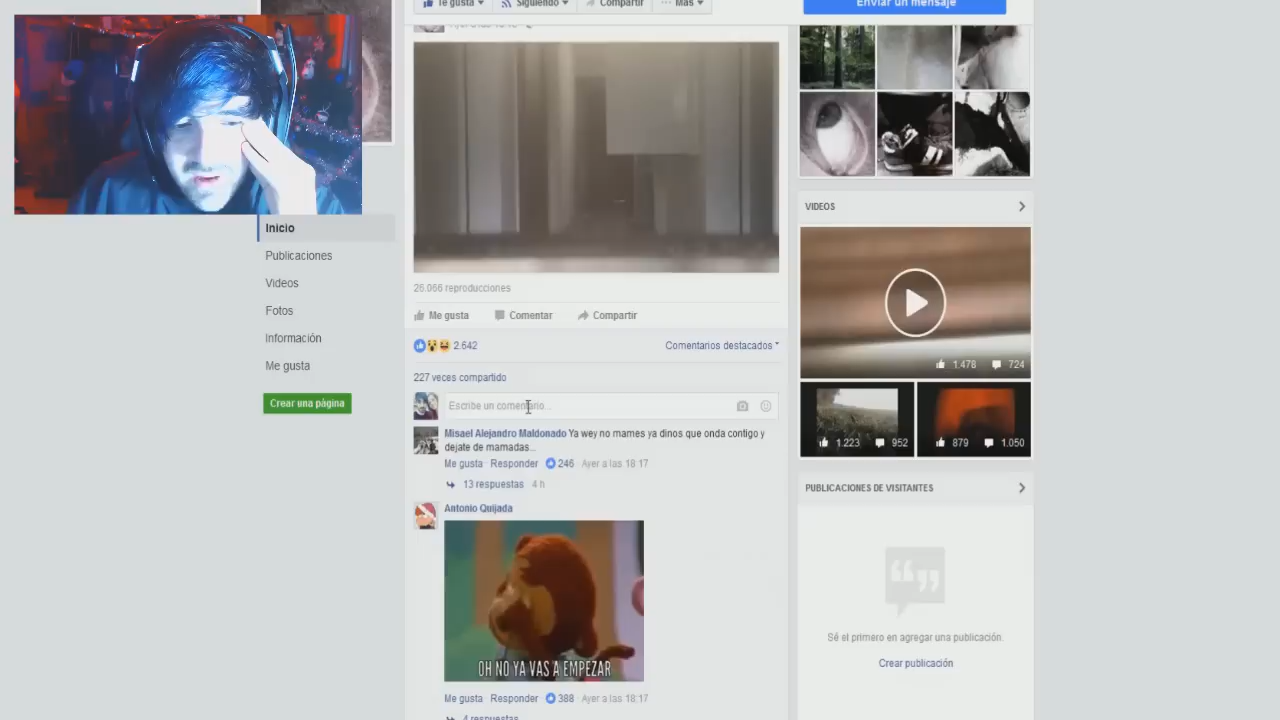 Te gusta
Siguiendo
Compartir
Más
Enviar un mensaje
Inicio
Publicaciones
Videos
Fotos
Información
Me gusta
Crear una página
26.066 reproducciones
Me gusta
Comentar
Compartir
2.642
Comentarios destacados
227 veces compartido
Escribe un comentario...
Misael Alejandro Maldonado Ya wey no mames ya dinos que onda contigo y
dejate de mamadas...
Me gusta Responder 246 Ayer a las 18:17
13 respuestas 4 h
Antonio Quijada
OH NO YA VAS A EMPEZAR
Me gusta Responder 388 Ayer a las 18:17
4 respuestas
VIDEOS
1.478 724
1.223 952
879 1.050
PUBLICACIONES DE VISITANTES
Sé el primero en agregar una publicación.
Crear publicación